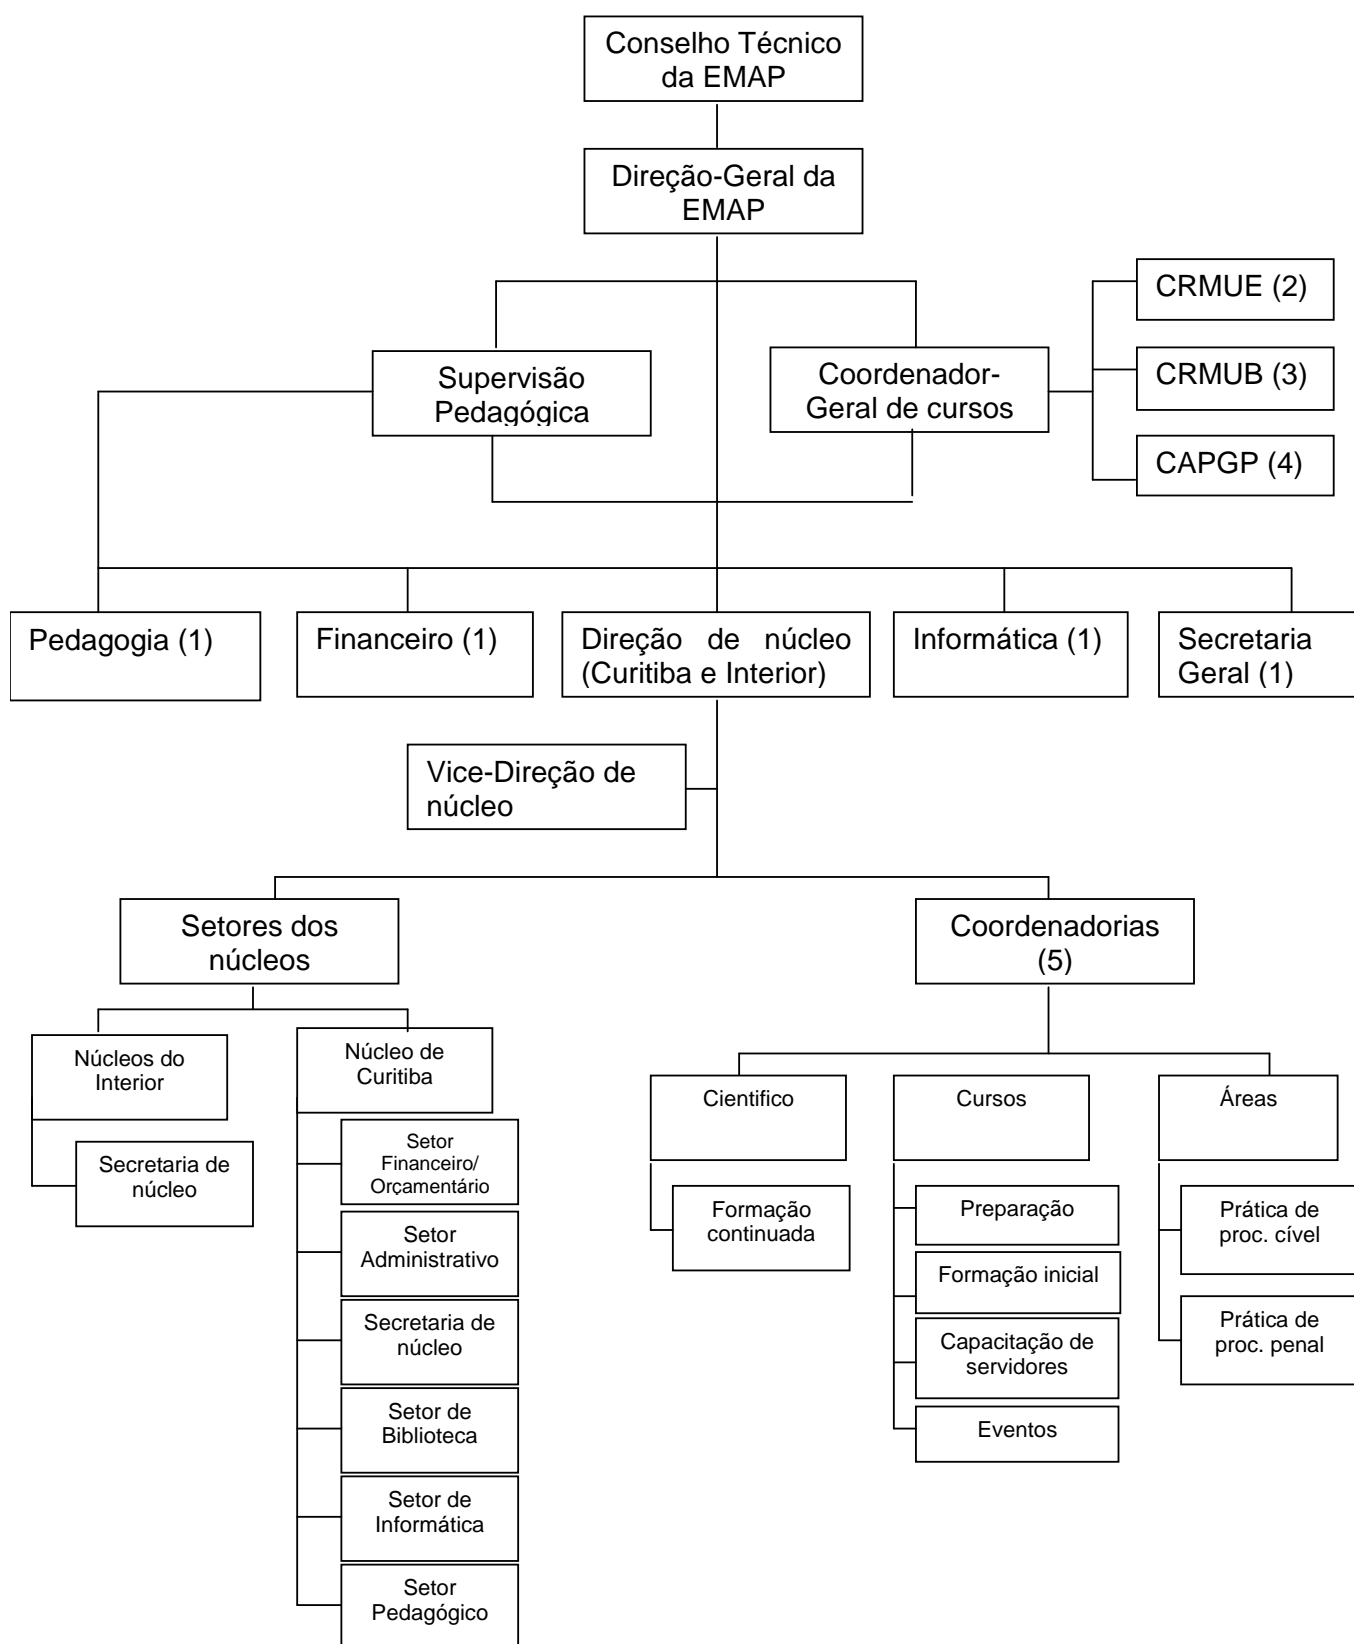 Conselho Técnico
da EMAP
Direção-Geral da
EMAP
CRMUE (2)
Supervisão
Pedagógica
Coordenador-
Geral de cursos
CRMUB (3)
CAPGP (4)
Pedagogia (1)
Financeiro (1)
Direção de núcleo
(Curitiba e Interior)
Informática (1)
Secretaria
Geral (1)
Vice-Direção de
núcleo
Setores dos
núcleos
Coordenadorias
(5)
Núcleos do
Interior
Secretaria de
núcleo
Núcleo de
Curitiba
Setor
Financeiro/
Orçamentário
Setor
Administrativo
Secretaria de
núcleo
Setor de
Biblioteca
Setor de
Informática
Setor
Pedagógico
Cientifico
Formação
continuada
Cursos
Preparação
Formação inicial
Capacitação de
servidores
Eventos
Áreas
Prática de
proc. cível
Prática de
proc. penal